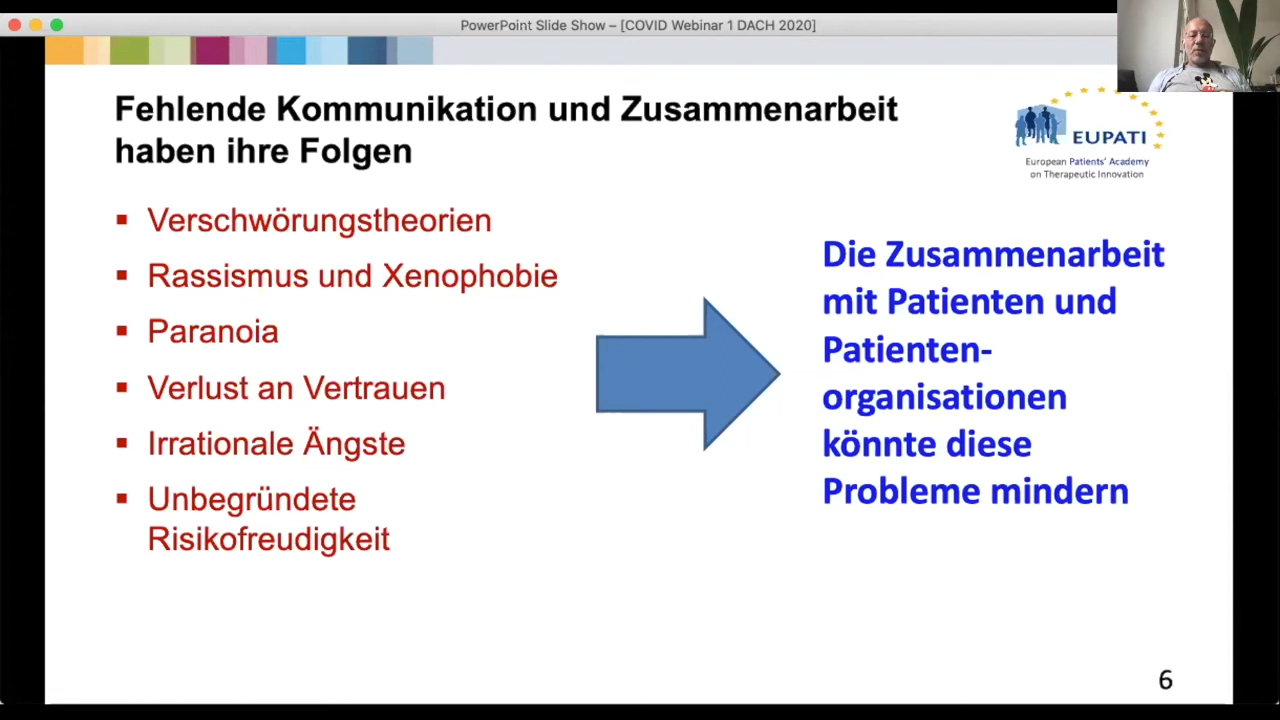 PowerPoint Slide Show – [COVID Webinar 1 DACH 2020]
Fehlende Kommunikation und Zusammenarbeit
haben ihre Folgen
EUPATI
European Patients' Academy
on Therapeutic Innovation
▪ Verschwörungstheorien
▪ Rassismus und Xenophobie
▪ Paranoia
▪ Verlust an Vertrauen
▪ Irrationale Ängste
▪ Unbegründete
Risikofreudigkeit
Die Zusammenarbeit
mit Patienten und
Patienten-
organisationen
könnte diese
Probleme mindern
6